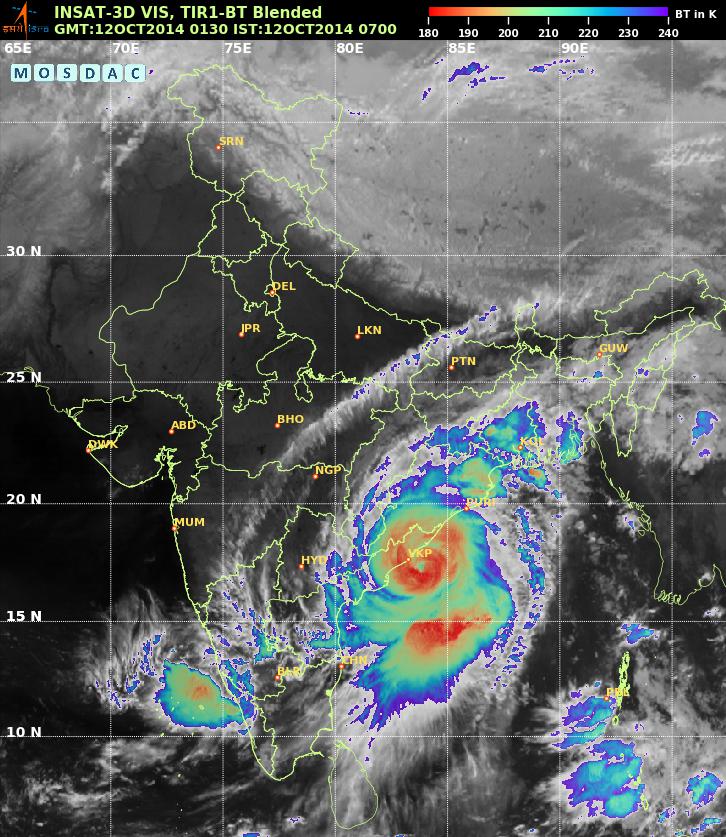 INSAT-3D VIS, TIR1-BT Blended
GMT:12OCT2014 0130 IST:12OCT2014 0700
BT in K
180 190 200 210 220 230 240
65E 70E 75E 80E 85E 90E
MOSDAC
SRN
30 N
DEL
JPR
LKN
GUW
PTN
25 N
BHO
ABD
DWK
KOL
NGP
20 N
PURI
MUM
VKP
HYD
15 N
CHN
BLR
PBL
10 N